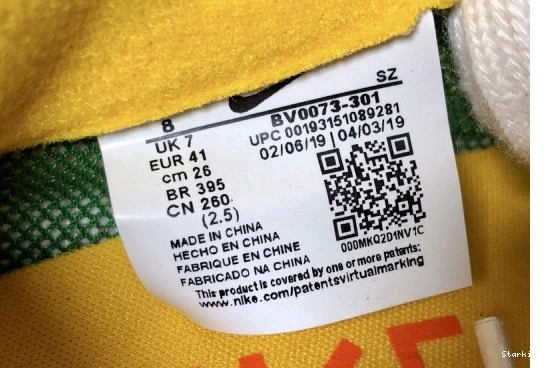 SZ
8
UK 7
EUR 41
cm 26
BR 395
CN 260
(2.5)
BV0073-301
UPC 00193151089281
02/06/19 | 04/03/19
000MKQ2D1NV1C
MADE IN CHINA
HECHO EN CHINA
FABRIQUE EN CHINE
FABRICADO NA CHINA
This product is covered by one or more patents:
www.nike.com/patentsvirtualmarking
Starki